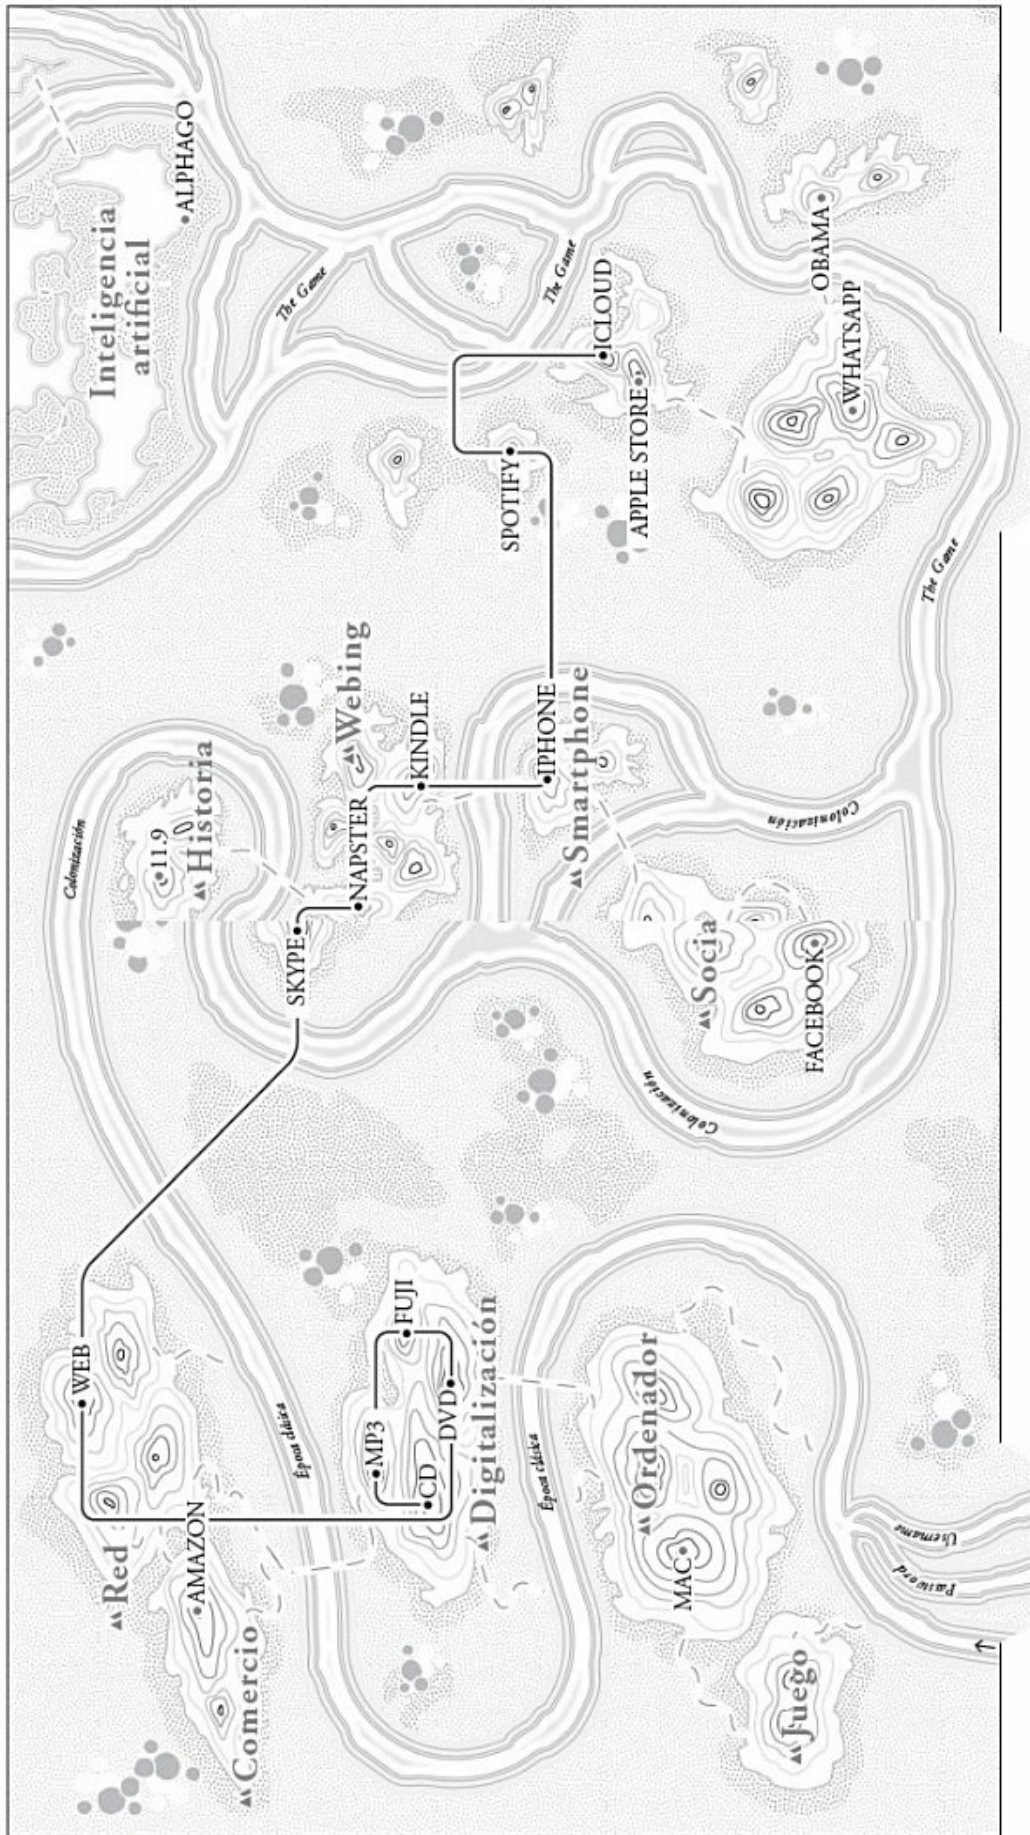 WEB
Colonización
Inteligencia
artificial
Red
11.9
ALPHAGO
AMAZON
Historia
Comercio
Época clásica
SKYPE
The Game
NAPSTER
Webing
MP3
FUJI
KINDLE
CD
DVD
Digitalización
SPOTIFY
Época clásica
IPHONE
The Game
Smartphone
ICLOUD
APPLE STORE
Ordenador
Colonización
MAC
Socia
Juego
FACEBOOK
Colonización
OBAMA
WHATSAPP
Password
Username
The Game